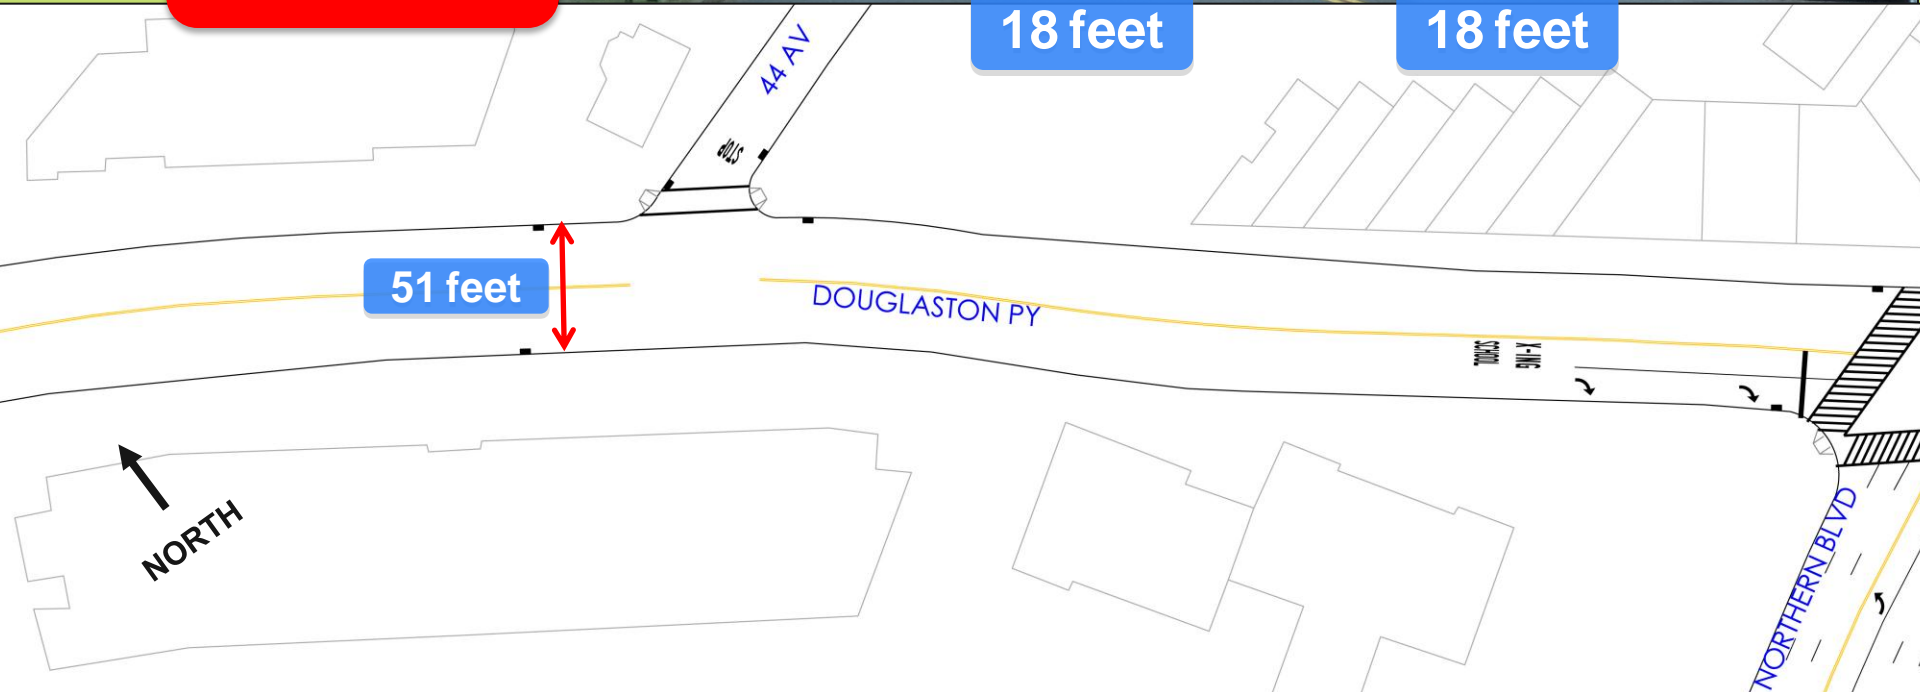 18 feet
18 feet
44 AV
STOP
51 feet
DOUGLASTON PY
SCHOOL
X-ING
NORTH
NORTHERN BLVD